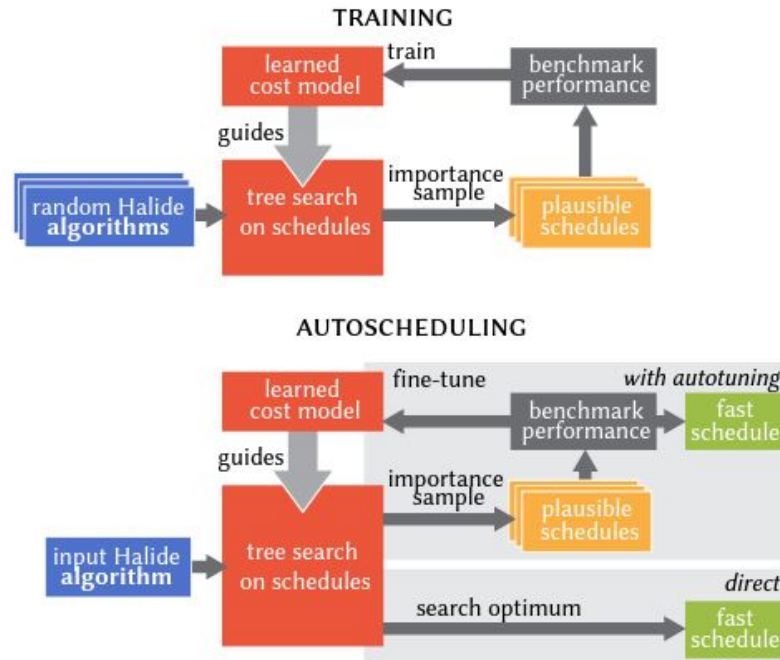 TRAINING
learned
cost model
train
benchmark
performance
guides
random Halide
algorithms
tree search
on schedules
importance
sample
plausible
schedules
AUTOSCHEDULING
learned
cost model
fine-tune
with autotuning
benchmark
performance
fast
schedule
guides
importance
sample
plausible
schedules
input Halide
algorithm
tree search
on schedules
direct
search optimum
fast
schedule